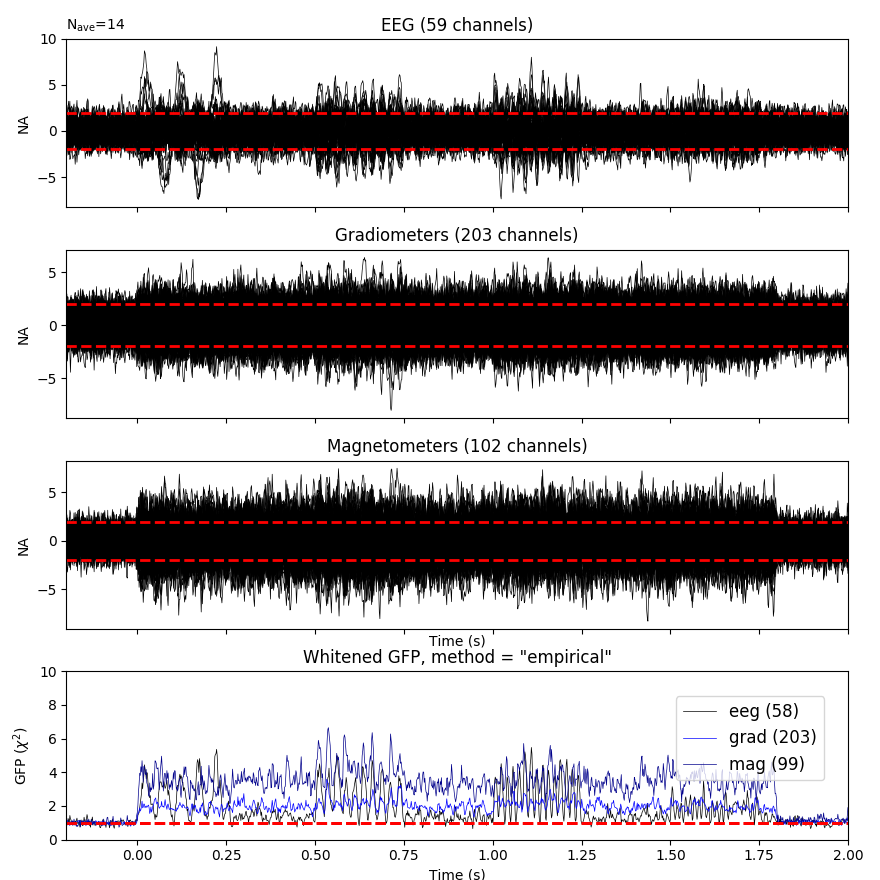 N_ave=14
EEG (59 channels)
10
5
0
−5
NA
Gradiometers (203 channels)
5
0
−5
NA
Magnetometers (102 channels)
5
0
−5
NA
Time (s)
Whitened GFP, method = "empirical"
10
8
6
4
2
0
GFP (χ²)
eeg (58)
grad (203)
mag (99)
0.00 0.25 0.50 0.75 1.00 1.25 1.50 1.75 2.00
Time (s)